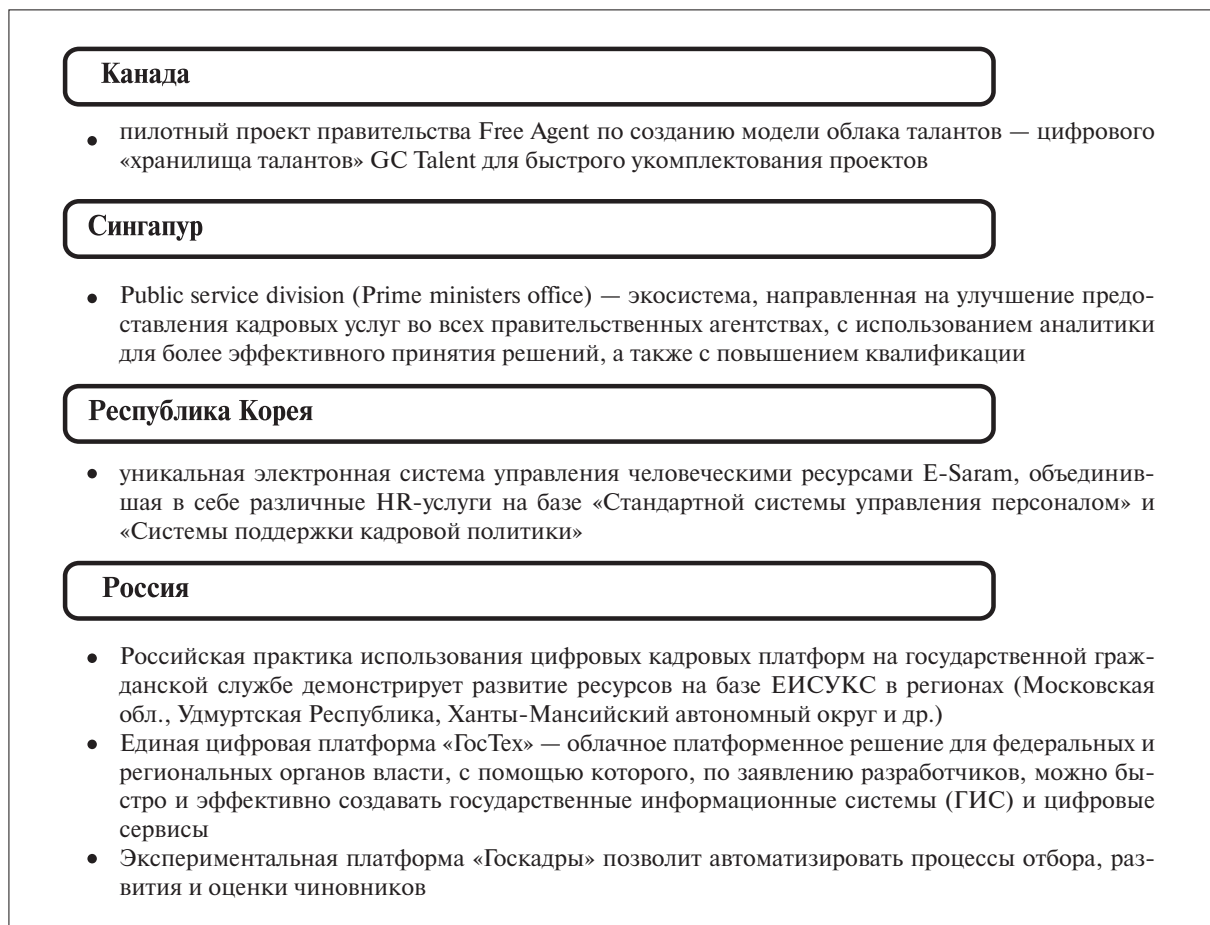 Канада
• пилотный проект правительства Free Agent по созданию модели облака талантов — цифрового
«хранилища талантов» GC Talent для быстрого укомплектования проектов
Сингапур
• Public service division (Prime ministers office) — экосистема, направленная на улучшение предо-
ставления кадровых услуг во всех правительственных агентствах, с использованием аналитики
для более эффективного принятия решений, а также с повышением квалификации
Республика Корея
• уникальная электронная система управления человеческими ресурсами E-Saram, объединив-
шая в себе различные HR-услуги на базе «Стандартной системы управления персоналом» и
«Системы поддержки кадровой политики»
Россия
• Российская практика использования цифровых кадровых платформ на государственной граж-
данской службе демонстрирует развитие ресурсов на базе ЕИСУКС в регионах (Московская
обл., Удмуртская Республика, Ханты-Мансийский автономный округ и др.)
• Единая цифровая платформа «ГосТех» — облачное платформенное решение для федеральных и
региональных органов власти, с помощью которого, по заявлению разработчиков, можно бы-
стро и эффективно создавать государственные информационные системы (ГИС) и цифровые
сервисы
• Экспериментальная платформа «Госкадры» позволит автоматизировать процессы отбора, раз-
вития и оценки чиновников